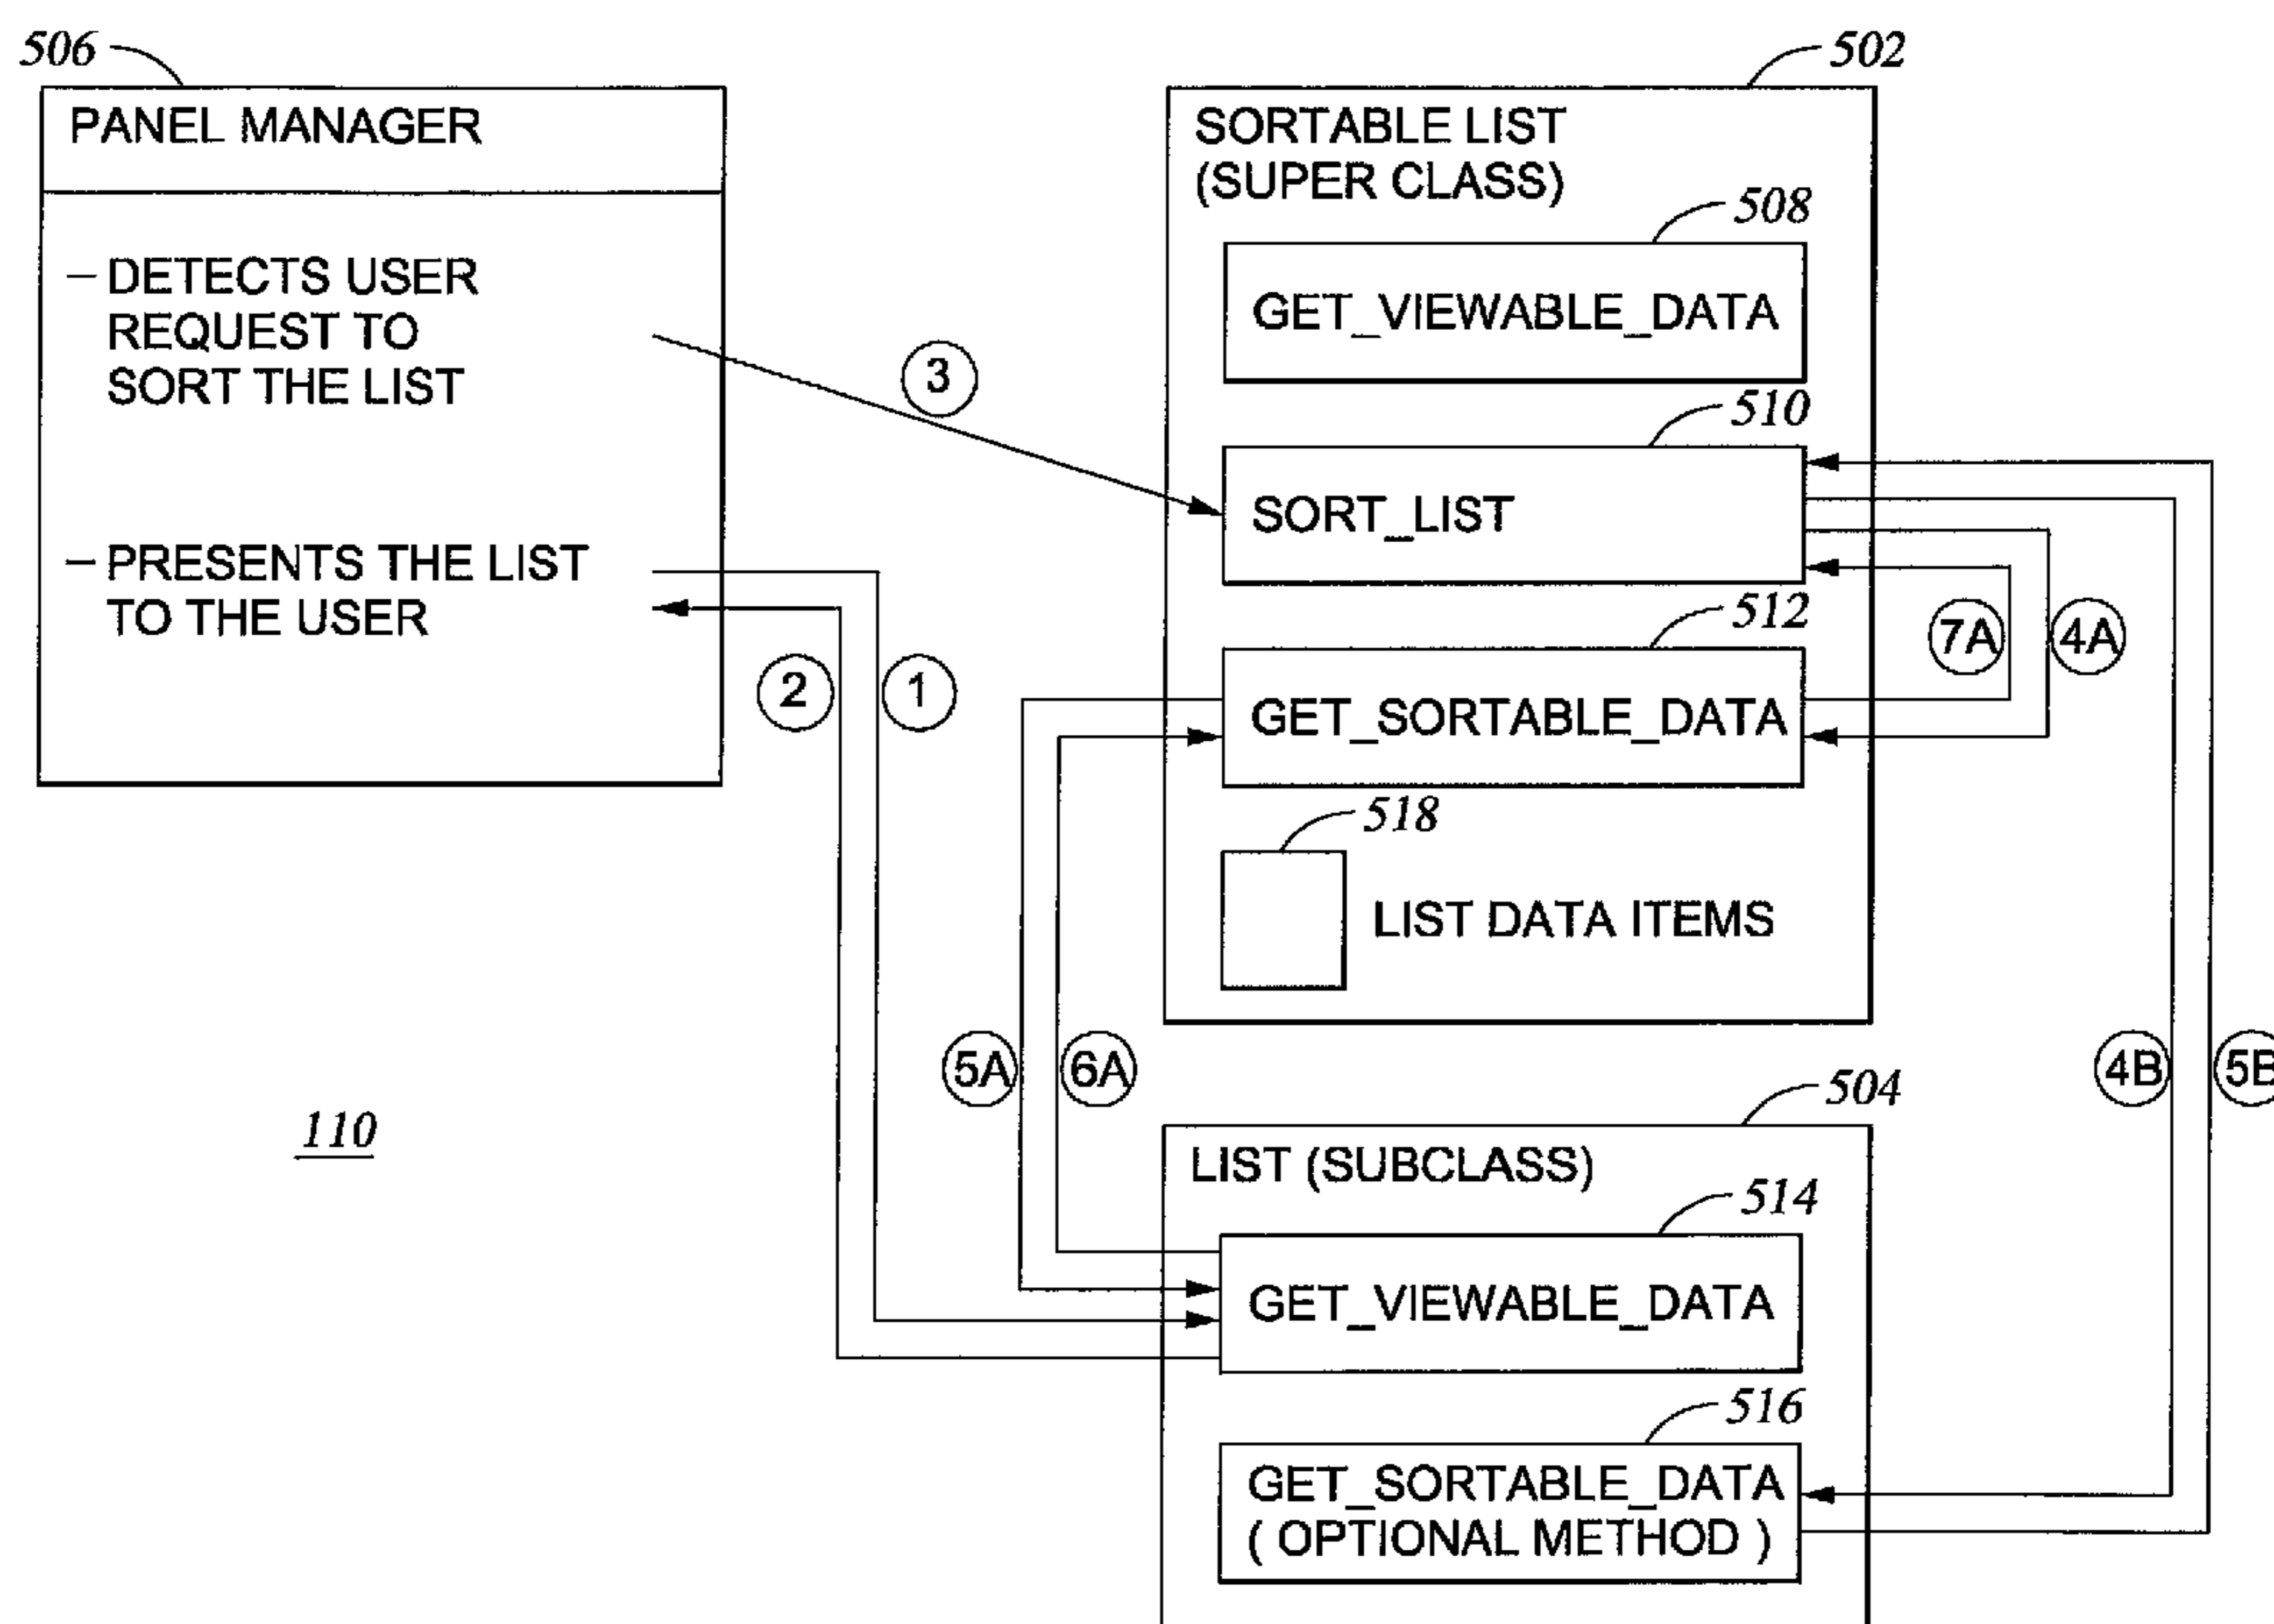 506
PANEL MANAGER
– DETECTS USER
REQUEST TO
SORT THE LIST
– PRESENTS THE LIST
TO THE USER
3
2
1
502
SORTABLE LIST
(SUPER CLASS)
508
GET_VIEWABLE_DATA
510
SORT_LIST
512
GET_SORTABLE_DATA
7A
4A
518
LIST DATA ITEMS
5A
6A
4B
5B
110
504
LIST (SUBCLASS)
514
GET_VIEWABLE_DATA
516
GET_SORTABLE_DATA
( OPTIONAL METHOD )